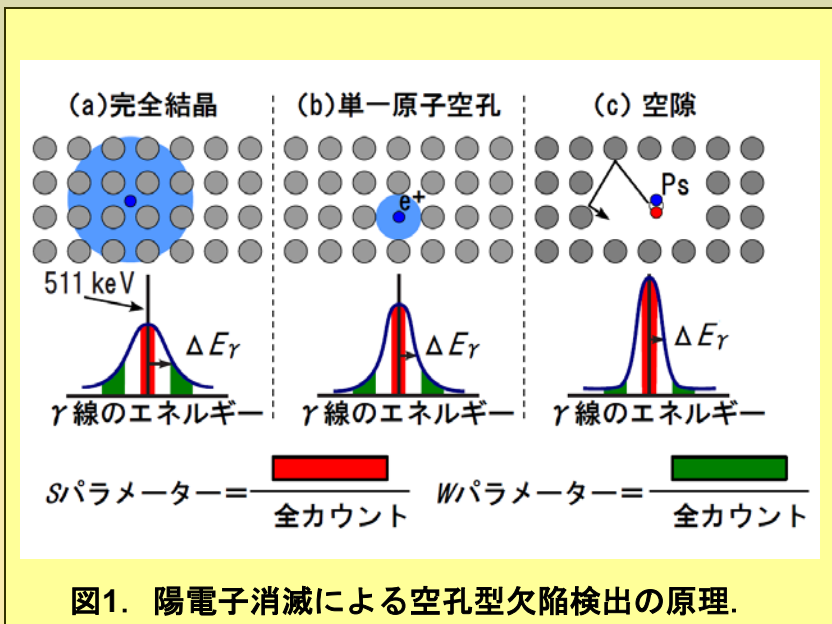 (a)完全結晶
(b)単一原子空孔
(c) 空隙
e+
Ps
511 keV
ΔEγ
ΔEγ
ΔEγ
γ線のエネルギー
γ線のエネルギー
γ線のエネルギー
Sパラメーター=
全カウント
Wパラメーター=
全カウント
図1. 陽電子消滅による空孔型欠陥検出の原理.